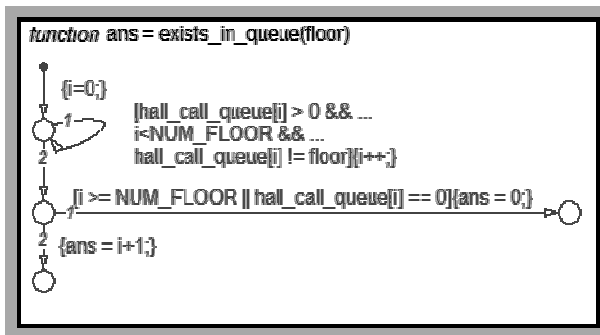 function ans = exists_in_queue(floor)
{i=0;}
1
[hall_call_queue[i] > 0 && ...
i<NUM_FLOOR && ...
hall_call_queue[i] != floor]{i++;}
2
[i >= NUM_FLOOR || hall_call_queue[i] == 0]{ans = 0;}
1
2
{ans = i+1;}